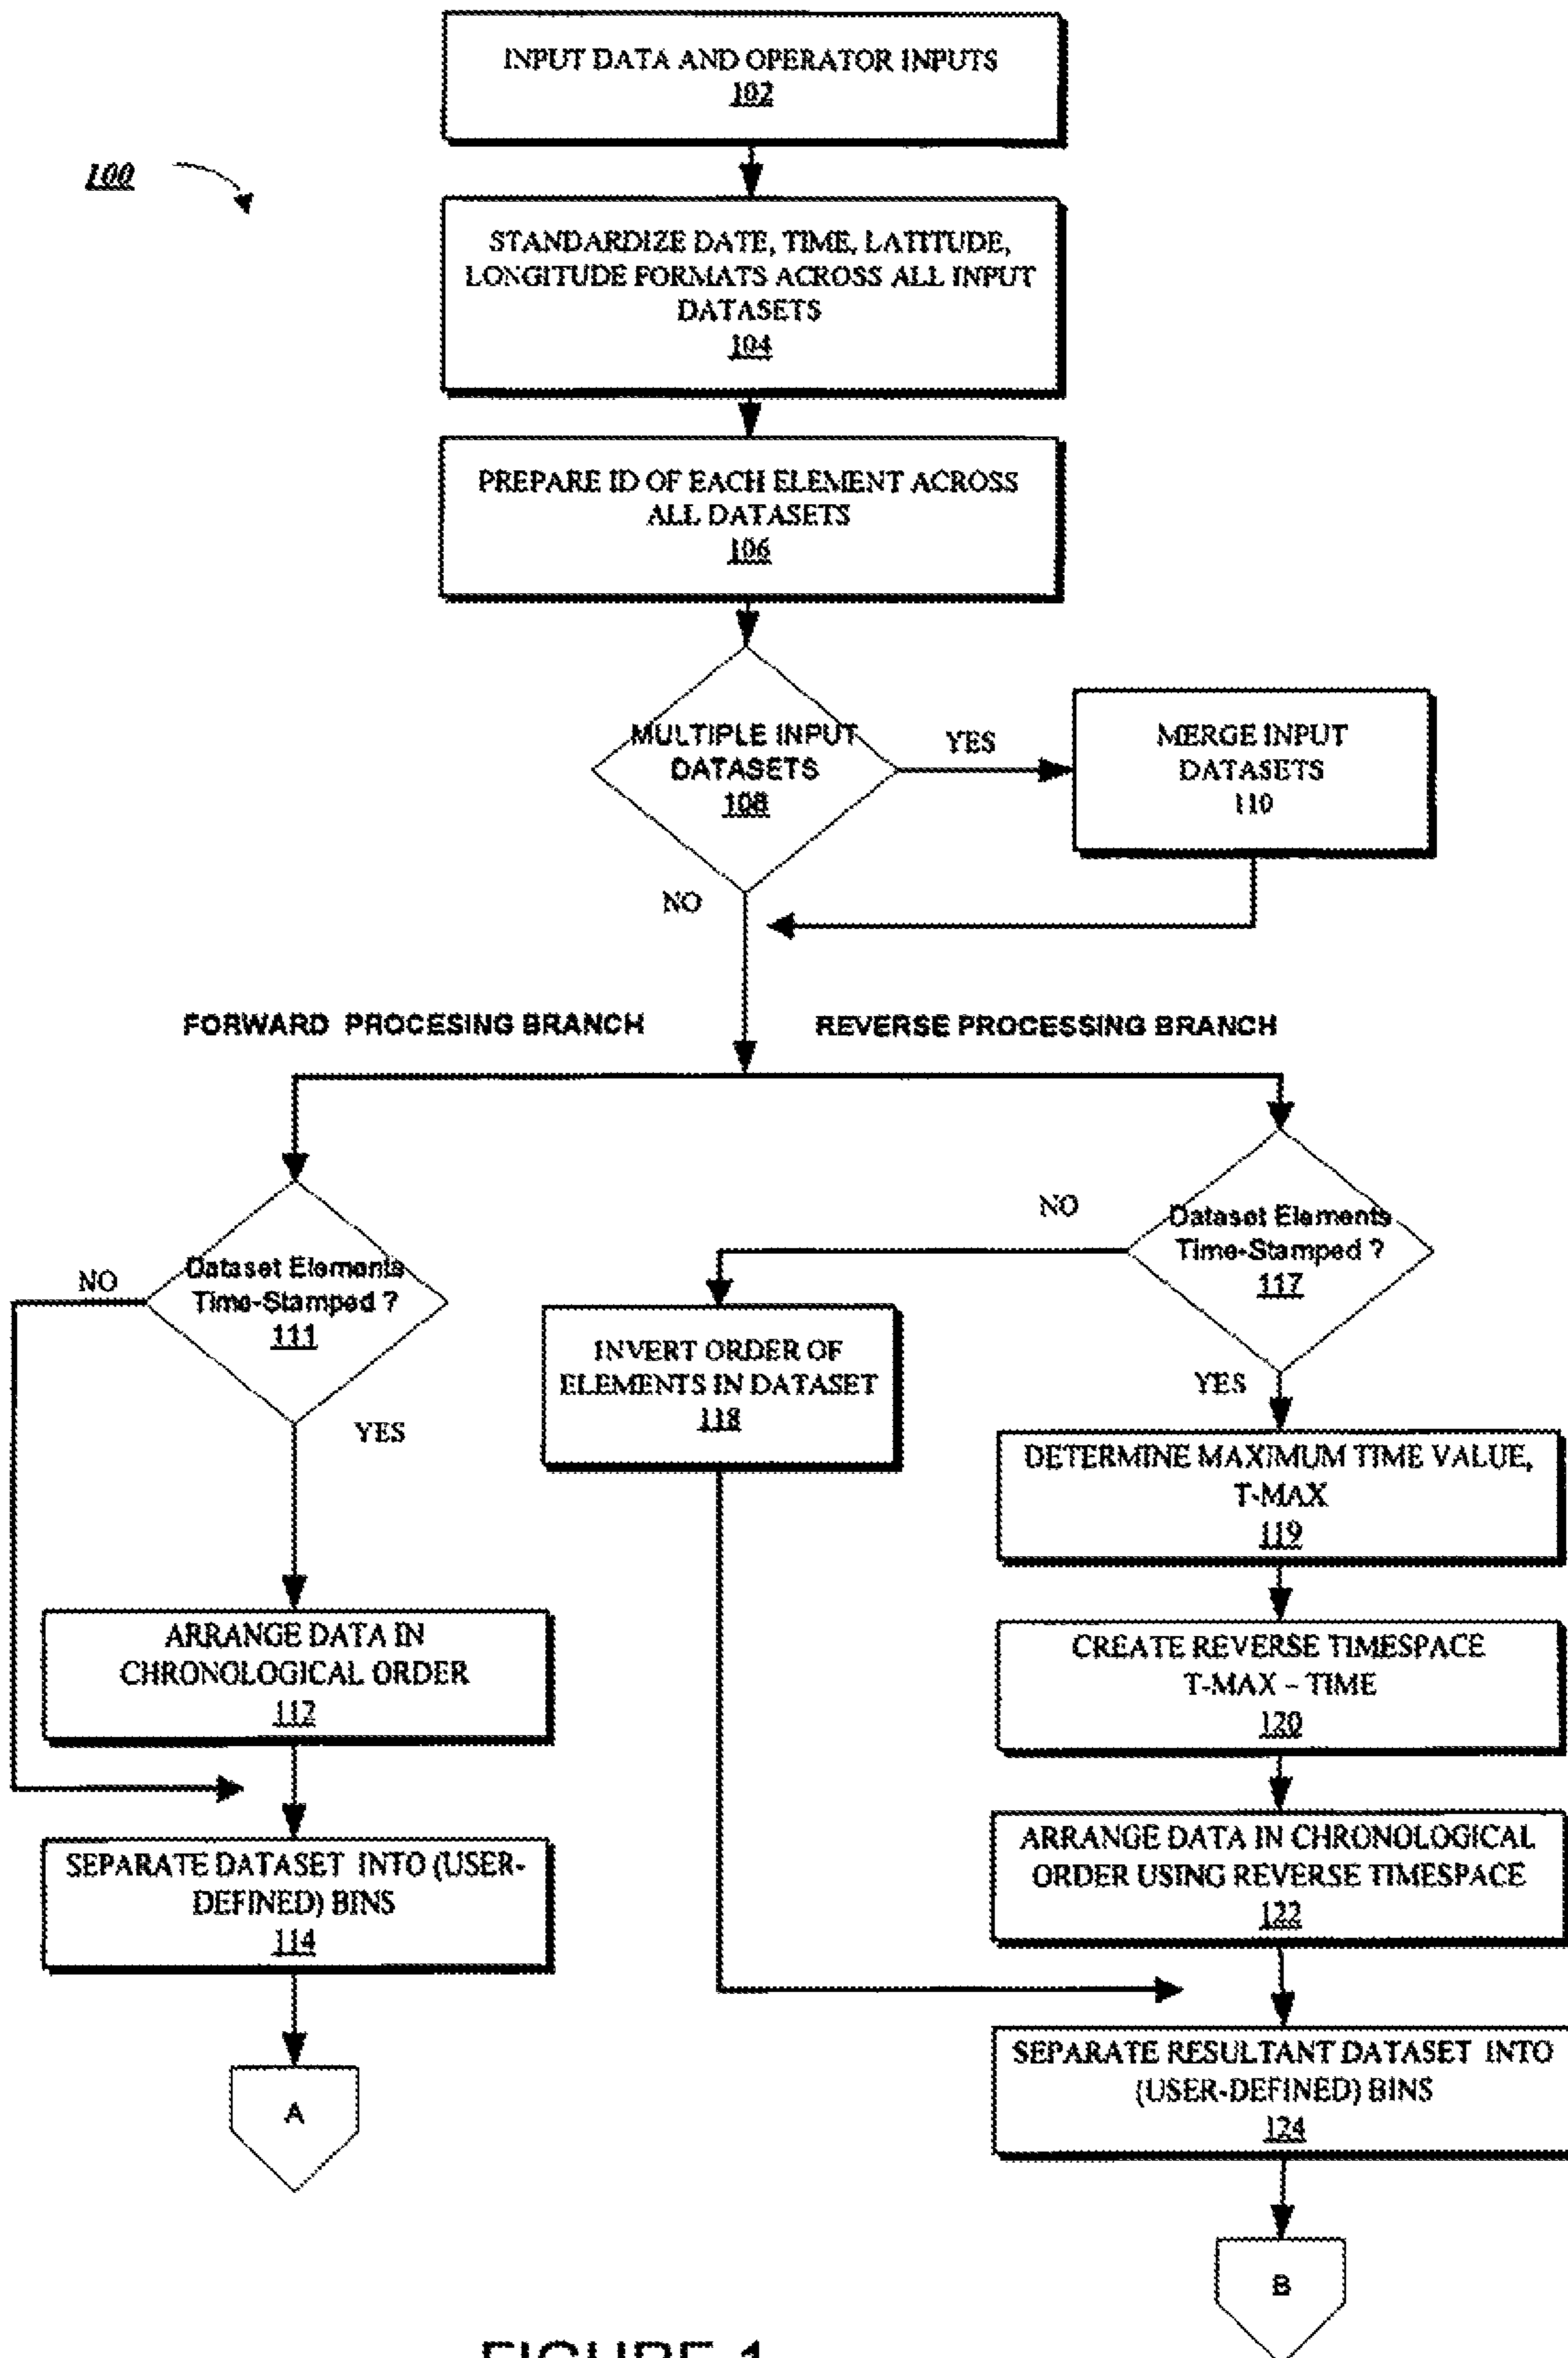 INPUT DATA AND OPERATOR INPUTS
102
100
STANDARDIZE DATE, TIME, LATITUDE,
LONGITUDE FORMATS ACROSS ALL INPUT
DATASETS
104
PREPARE ID OF EACH ELEMENT ACROSS
ALL DATASETS
106
MULTIPLE INPUT
DATASETS
108
YES
MERGE INPUT
DATASETS
110
NO
FORWARD PROCESING BRANCH
REVERSE PROCESSING BRANCH
Dataset Elements
Time-Stamped ?
111
NO
YES
ARRANGE DATA IN
CHRONOLOGICAL ORDER
112
SEPARATE DATASET INTO (USER-
DEFINED) BINS
114
A
Dataset Elements
Time-Stamped ?
117
NO
INVERT ORDER OF
ELEMENTS IN DATASET
118
YES
DETERMINE MAXIMUM TIME VALUE,
T-MAX
119
CREATE REVERSE TIMESPACE
T-MAX – TIME
120
ARRANGE DATA IN CHRONOLOGICAL
ORDER USING REVERSE TIMESPACE
122
SEPARATE RESULTANT DATASET INTO
(USER-DEFINED) BINS
124
B
FIGURE 1